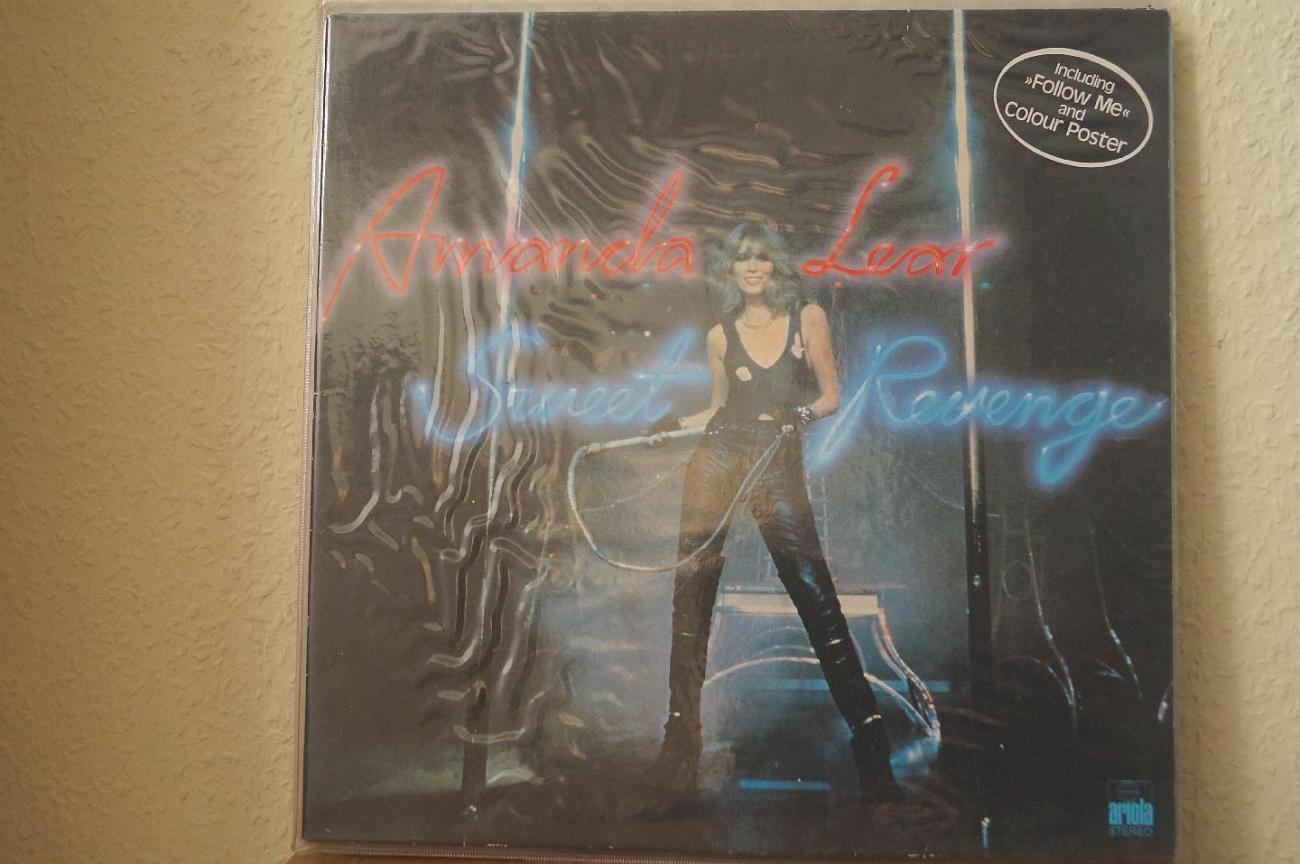 Including
»Follow Me«
and
Colour Poster
Amanda Lear
Sweet Revenge
ariola
STEREO